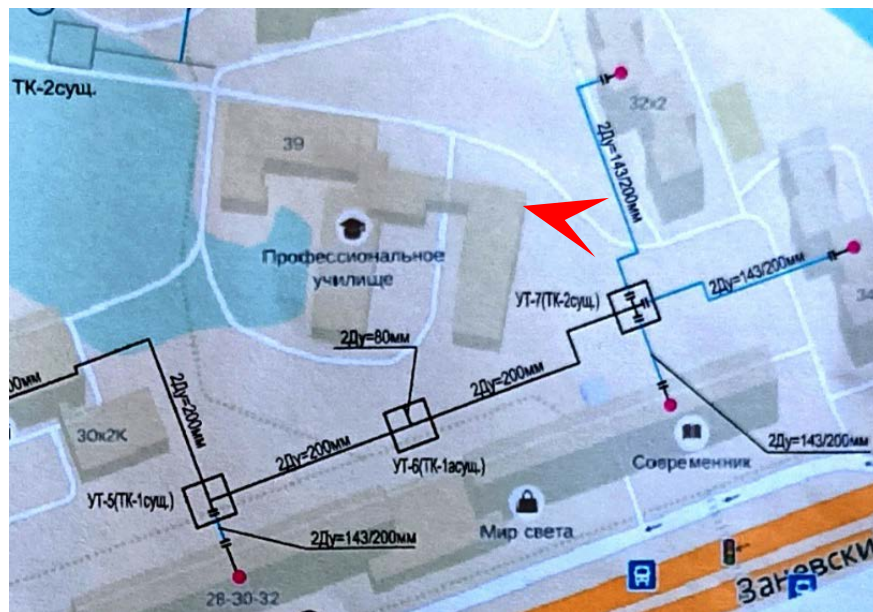 ТК-2сущ.
32к2
39
2Ду=143/200мм
Профессиональное
училище
2Ду=143/200мм
УТ-7(ТК-2сущ.)
34
2Ду=80мм
00мм
2Ду=200мм
2Ду=200мм
30к2К
2Ду=200мм
УТ-6(ТК-1асущ.)
Современник
2Ду=143/200мм
УТ-5(ТК-1сущ.)
Мир света
2Ду=143/200мм
Заневски
28-30-32